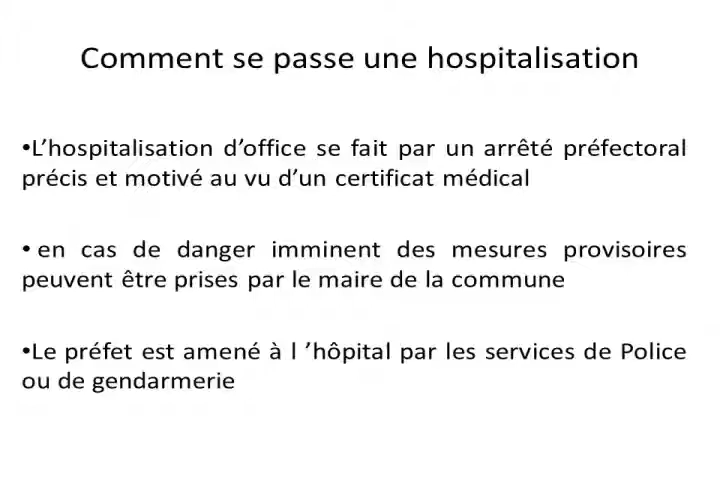 Comment se passe une hospitalisation
•L’hospitalisation d’office se fait par un arrêté préfectoral
précis et motivé au vu d’un certificat médical
• en cas de danger imminent des mesures provisoires
peuvent être prises par le maire de la commune
•Le préfet est amené à l ’hôpital par les services de Police
ou de gendarmerie